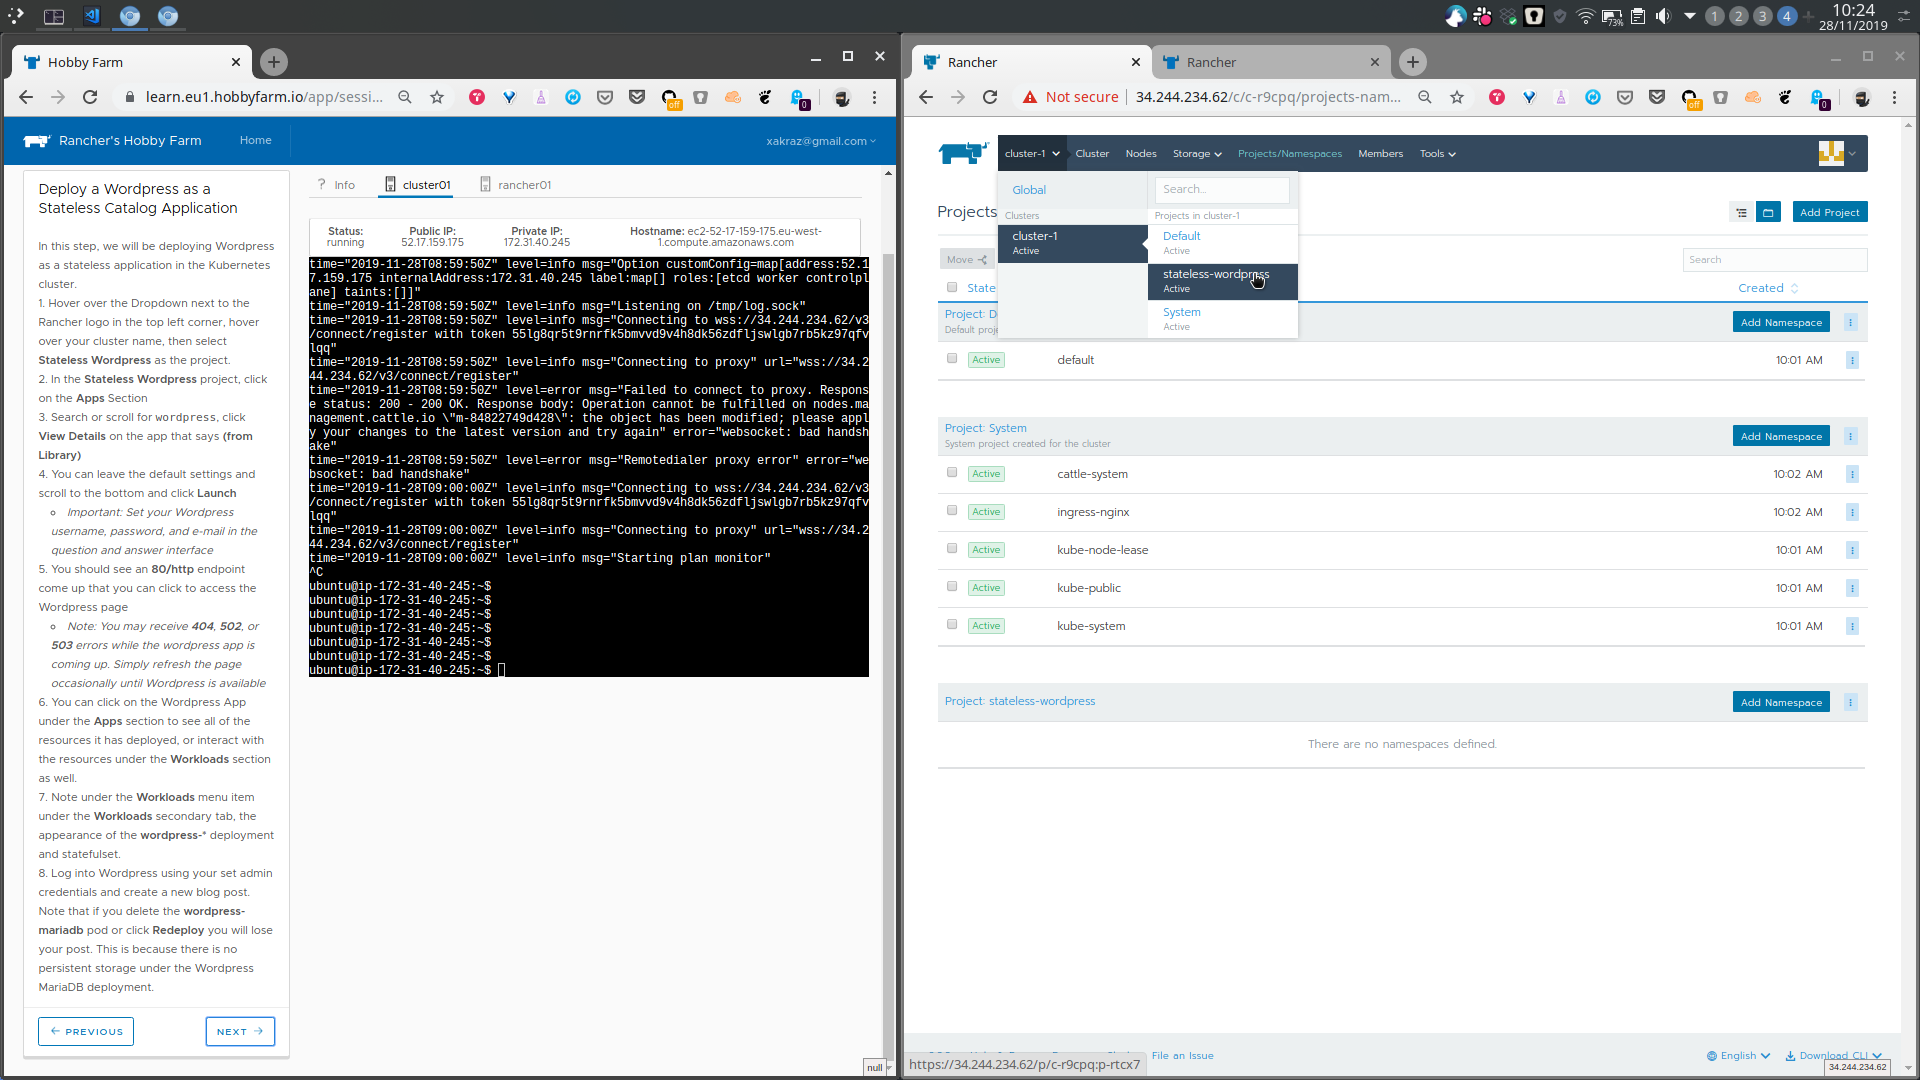 73%
1
2
3
4
10:24
28/11/2019
Hobby Farm
learn.eu1.hobbyfarm.io/app/sessi...
off
0
Rancher's Hobby Farm
Home
xakraz@gmail.com
Deploy a Wordpress as a
Stateless Catalog Application
In this step, we will be deploying Wordpress
as a stateless application in the Kubernetes
cluster.
1. Hover over the Dropdown next to the
Rancher logo in the top left corner, hover
over your cluster name, then select
Stateless Wordpress as the project.
2. In the Stateless Wordpress project, click
on the Apps Section
3. Search or scroll for wordpress, click
View Details on the app that says (from
Library)
4. You can leave the default settings and
scroll to the bottom and click Launch
Important: Set your Wordpress
username, password, and e-mail in the
question and answer interface
5. You should see an 80/http endpoint
come up that you can click to access the
Wordpress page
Note: You may receive 404, 502, or
503 errors while the wordpress app is
coming up. Simply refresh the page
occasionally until Wordpress is available
6. You can click on the Wordpress App
under the Apps section to see all of the
resources it has deployed, or interact with
the resources under the Workloads section
as well.
7. Note under the Workloads menu item
under the Workloads secondary tab, the
appearance of the wordpress-* deployment
and statefulset.
8. Log into Wordpress using your set admin
credentials and create a new blog post.
Note that if you delete the wordpress-
mariadb pod or click Redeploy you will lose
your post. This is because there is no
persistent storage under the Wordpress
MariaDB deployment.
← PREVIOUS
NEXT →
? Info
cluster01
rancher01
Status:
running
Public IP:
52.17.159.175
Private IP:
172.31.40.245
Hostname: ec2-52-17-159-175.eu-west-
1.compute.amazonaws.com
time="2019-11-28T08:59:50Z" level=info msg="Option customConfig=map[address:52.1
7.159.175 internalAddress:172.31.40.245 label:map[] roles:[etcd worker controlpl
ane] taints:[]]"
time="2019-11-28T08:59:50Z" level=info msg="Listening on /tmp/log.sock"
time="2019-11-28T08:59:50Z" level=info msg="Connecting to wss://34.244.234.62/v3
/connect/register with token 55lg8qr5t9rnrfk5bmvvd9v4h8dk56zdfljswlgb7rb5kz97qfv
lqq"
time="2019-11-28T08:59:50Z" level=info msg="Connecting to proxy" url="wss://34.2
44.234.62/v3/connect/register"
time="2019-11-28T08:59:50Z" level=error msg="Failed to connect to proxy. Respons
e status: 200 - 200 OK. Response body: Operation cannot be fulfilled on nodes.ma
nagement.cattle.io \"m-84822749d428\": the object has been modified; please appl
y your changes to the latest version and try again" error="websocket: bad handsh
ake"
time="2019-11-28T08:59:50Z" level=error msg="Remotedialer proxy error" error="we
bsocket: bad handshake"
time="2019-11-28T09:00:00Z" level=info msg="Connecting to wss://34.244.234.62/v3
/connect/register with token 55lg8qr5t9rnrfk5bmvvd9v4h8dk56zdfljswlgb7rb5kz97qfv
lqq"
time="2019-11-28T09:00:00Z" level=info msg="Connecting to proxy" url="wss://34.2
44.234.62/v3/connect/register"
time="2019-11-28T09:00:00Z" level=info msg="Starting plan monitor"
^C
ubuntu@ip-172-31-40-245:~$
ubuntu@ip-172-31-40-245:~$
ubuntu@ip-172-31-40-245:~$
ubuntu@ip-172-31-40-245:~$
ubuntu@ip-172-31-40-245:~$
ubuntu@ip-172-31-40-245:~$
ubuntu@ip-172-31-40-245:~$
null
Rancher
Rancher
Not secure
34.244.234.62/c/c-r9cpq/projects-nam...
off
0
cluster-1
Cluster
Nodes
Storage
Projects/Namespaces
Members
Tools
Global
Search...
Clusters
Projects in cluster-1
cluster-1
Active
Default
Active
stateless-wordpress
Active
System
Active
Projects
Add Project
Move
Search
State
Created
Project: D
Default proje
Add Namespace
Active
default
10:01 AM
Project: System
System project created for the cluster
Add Namespace
Active
cattle-system
10:02 AM
Active
ingress-nginx
10:02 AM
Active
kube-node-lease
10:01 AM
Active
kube-public
10:01 AM
Active
kube-system
10:01 AM
Project: stateless-wordpress
Add Namespace
There are no namespaces defined.
File an Issue
English
Download CLI
https://34.244.234.62/p/c-r9cpq:p-rtcx7
34.244.234.62